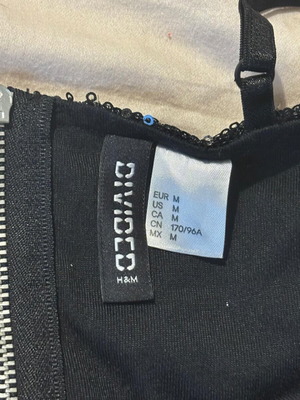 DIVIDED
H&M
EUR M
US M
CA M
CN 170/96A
MX M